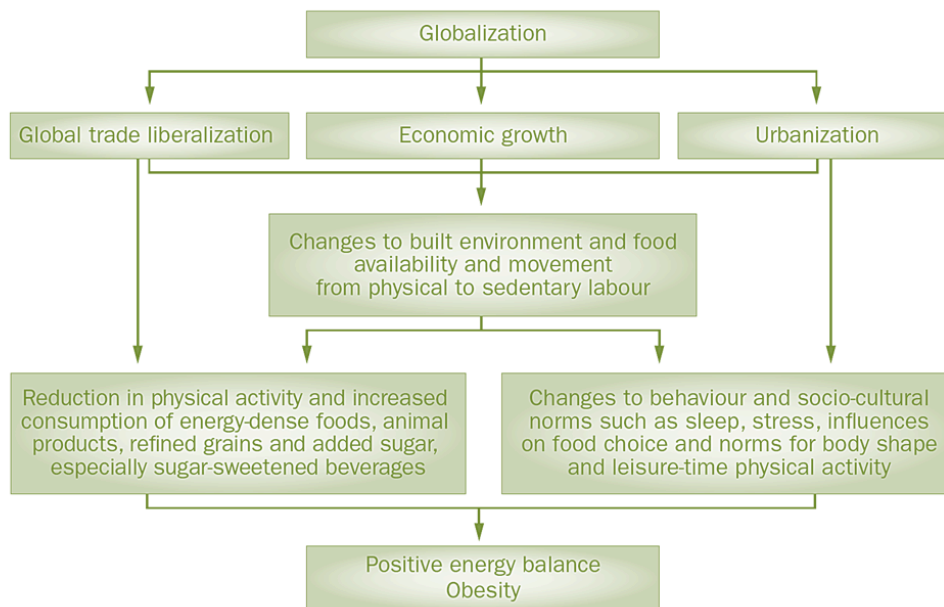 Globalization
Global trade liberalization
Economic growth
Urbanization
Changes to built environment and food
availability and movement
from physical to sedentary labour
Reduction in physical activity and increased
consumption of energy-dense foods, animal
products, refined grains and added sugar,
especially sugar-sweetened beverages
Changes to behaviour and socio-cultural
norms such as sleep, stress, influences
on food choice and norms for body shape
and leisure-time physical activity
Positive energy balance
Obesity